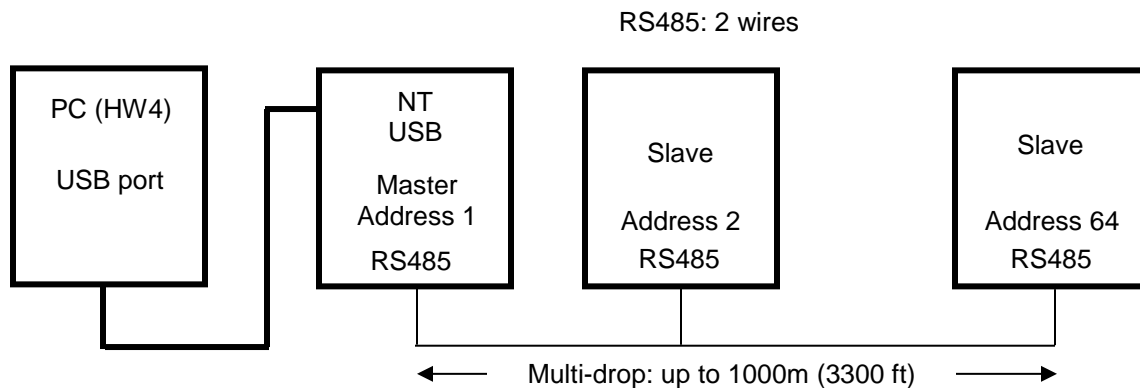 RS485: 2 wires
PC (HW4)
USB port
NT
USB
Master
Address 1
RS485
Slave
Address 2
RS485
Slave
Address 64
RS485
Multi-drop: up to 1000m (3300 ft)